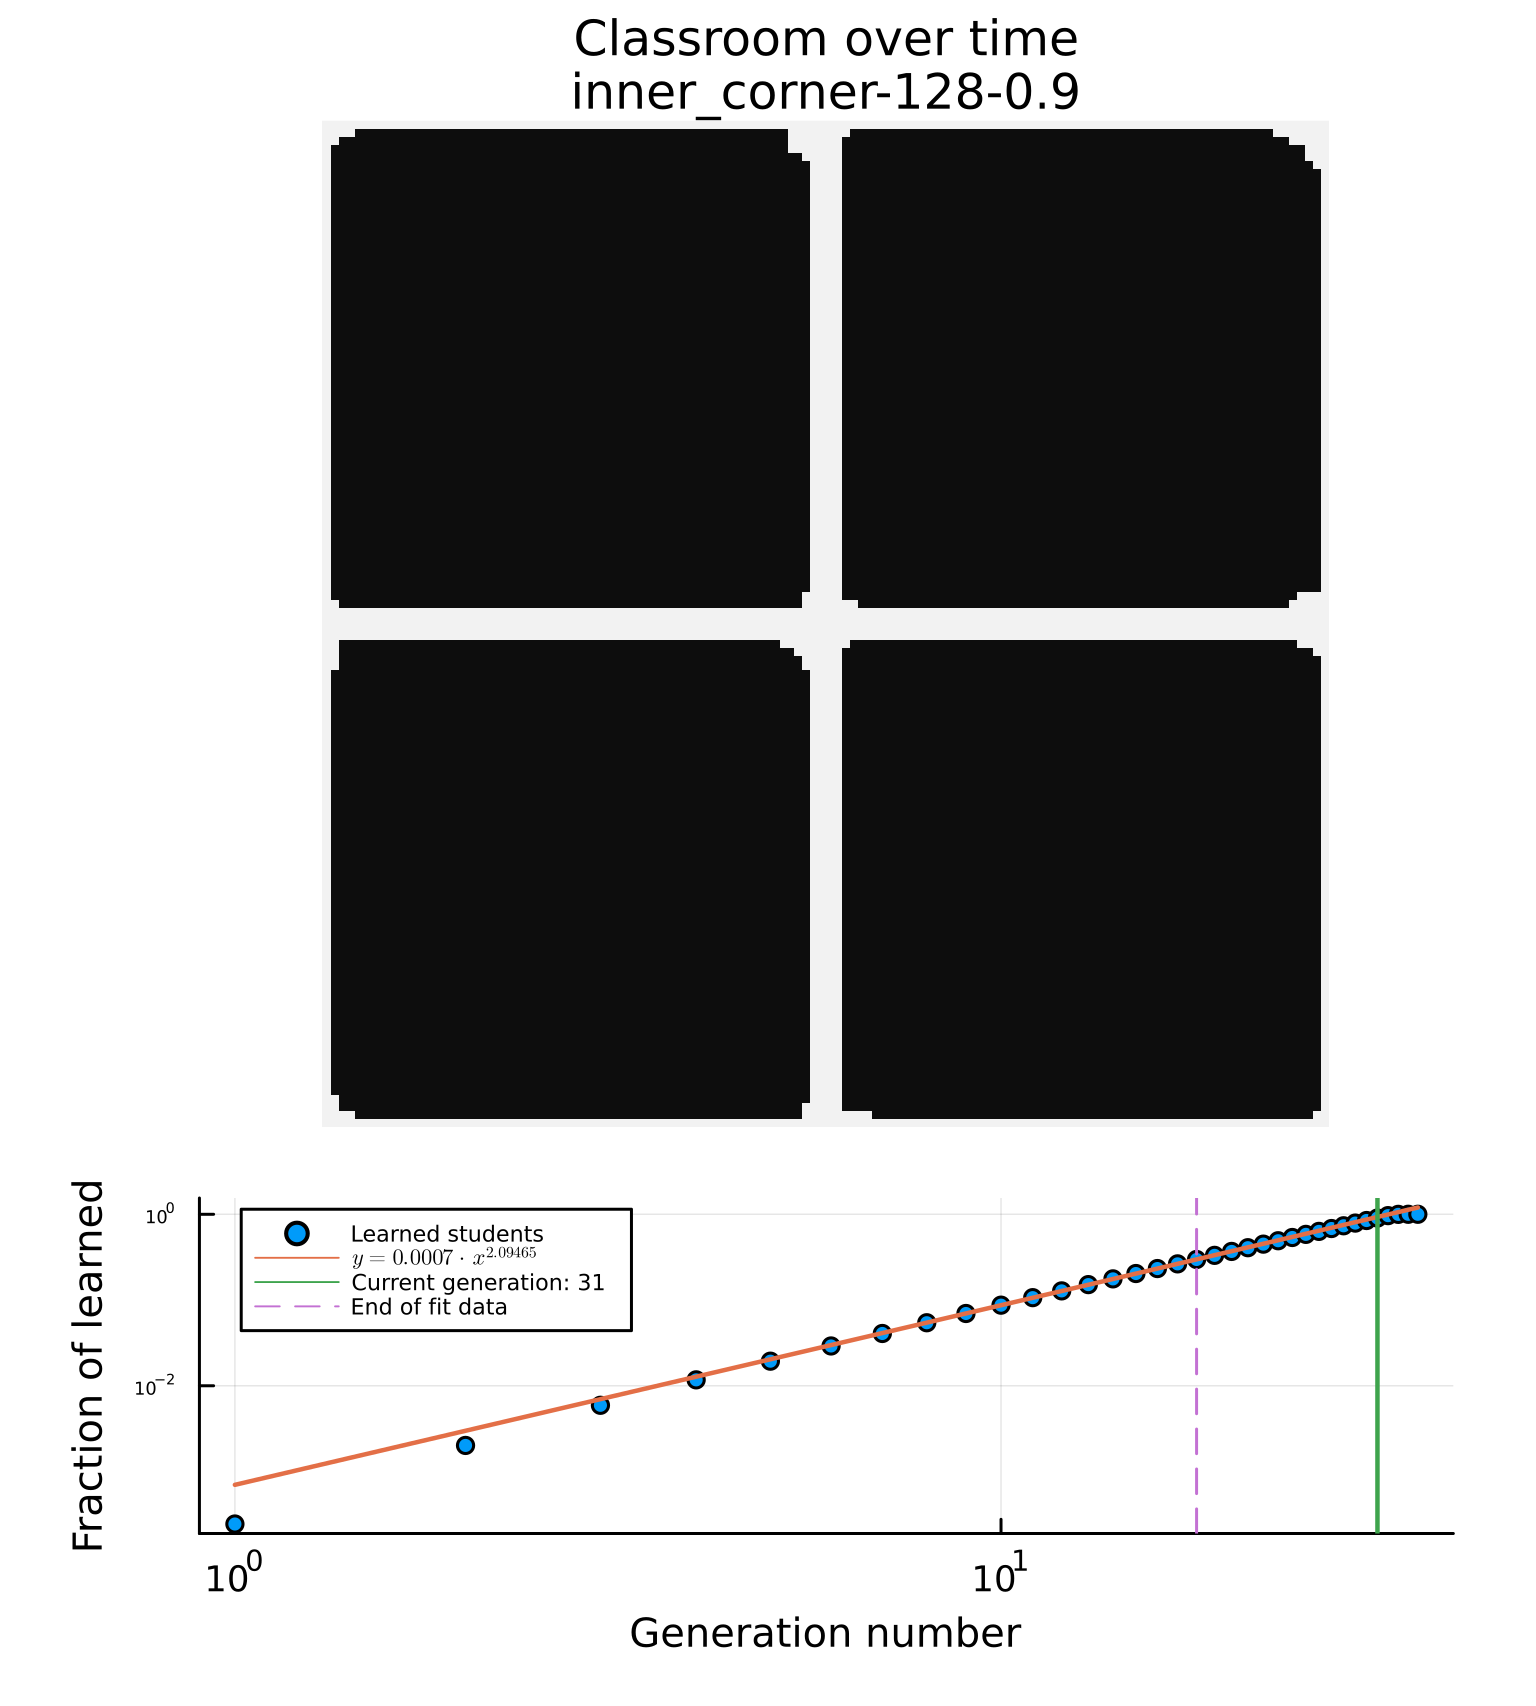 Classroom over time
inner_corner-128-0.9
Fraction of learned
10^0
10^-2
Learned students
y = 0.0007 · x^2.09465
Current generation: 31
End of fit data
10^0
10^1
Generation number